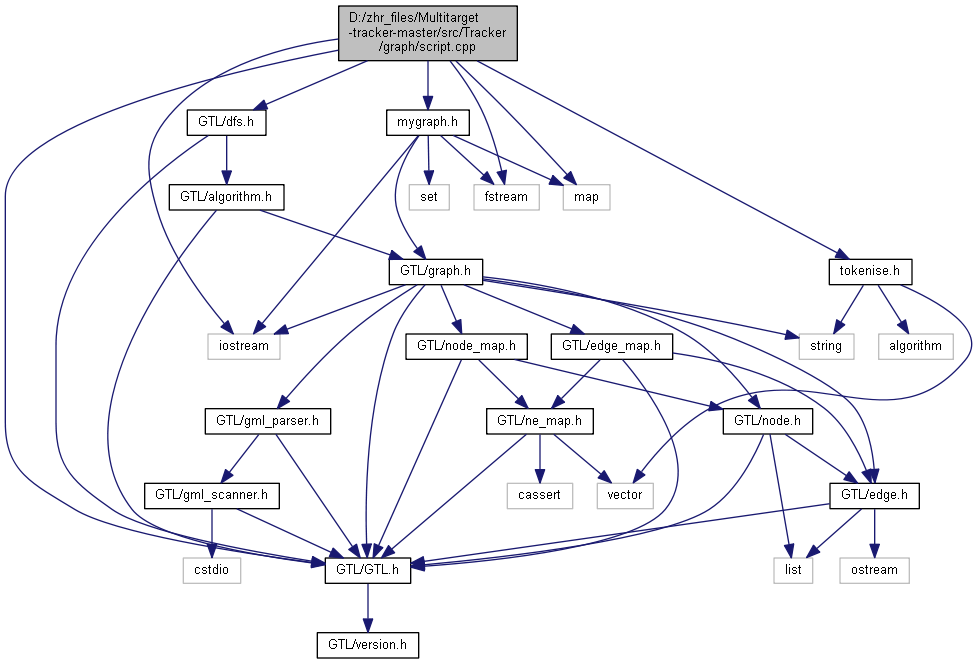 D:/zhr_files/Multitarget
-tracker-master/src/Tracker
/graph/script.cpp
GTL/dfs.h
mygraph.h
GTL/algorithm.h
set
fstream
map
GTL/graph.h
tokenise.h
iostream
GTL/node_map.h
GTL/edge_map.h
string
algorithm
GTL/gml_parser.h
GTL/ne_map.h
GTL/node.h
GTL/gml_scanner.h
cassert
vector
GTL/edge.h
cstdio
GTL/GTL.h
list
ostream
GTL/version.h